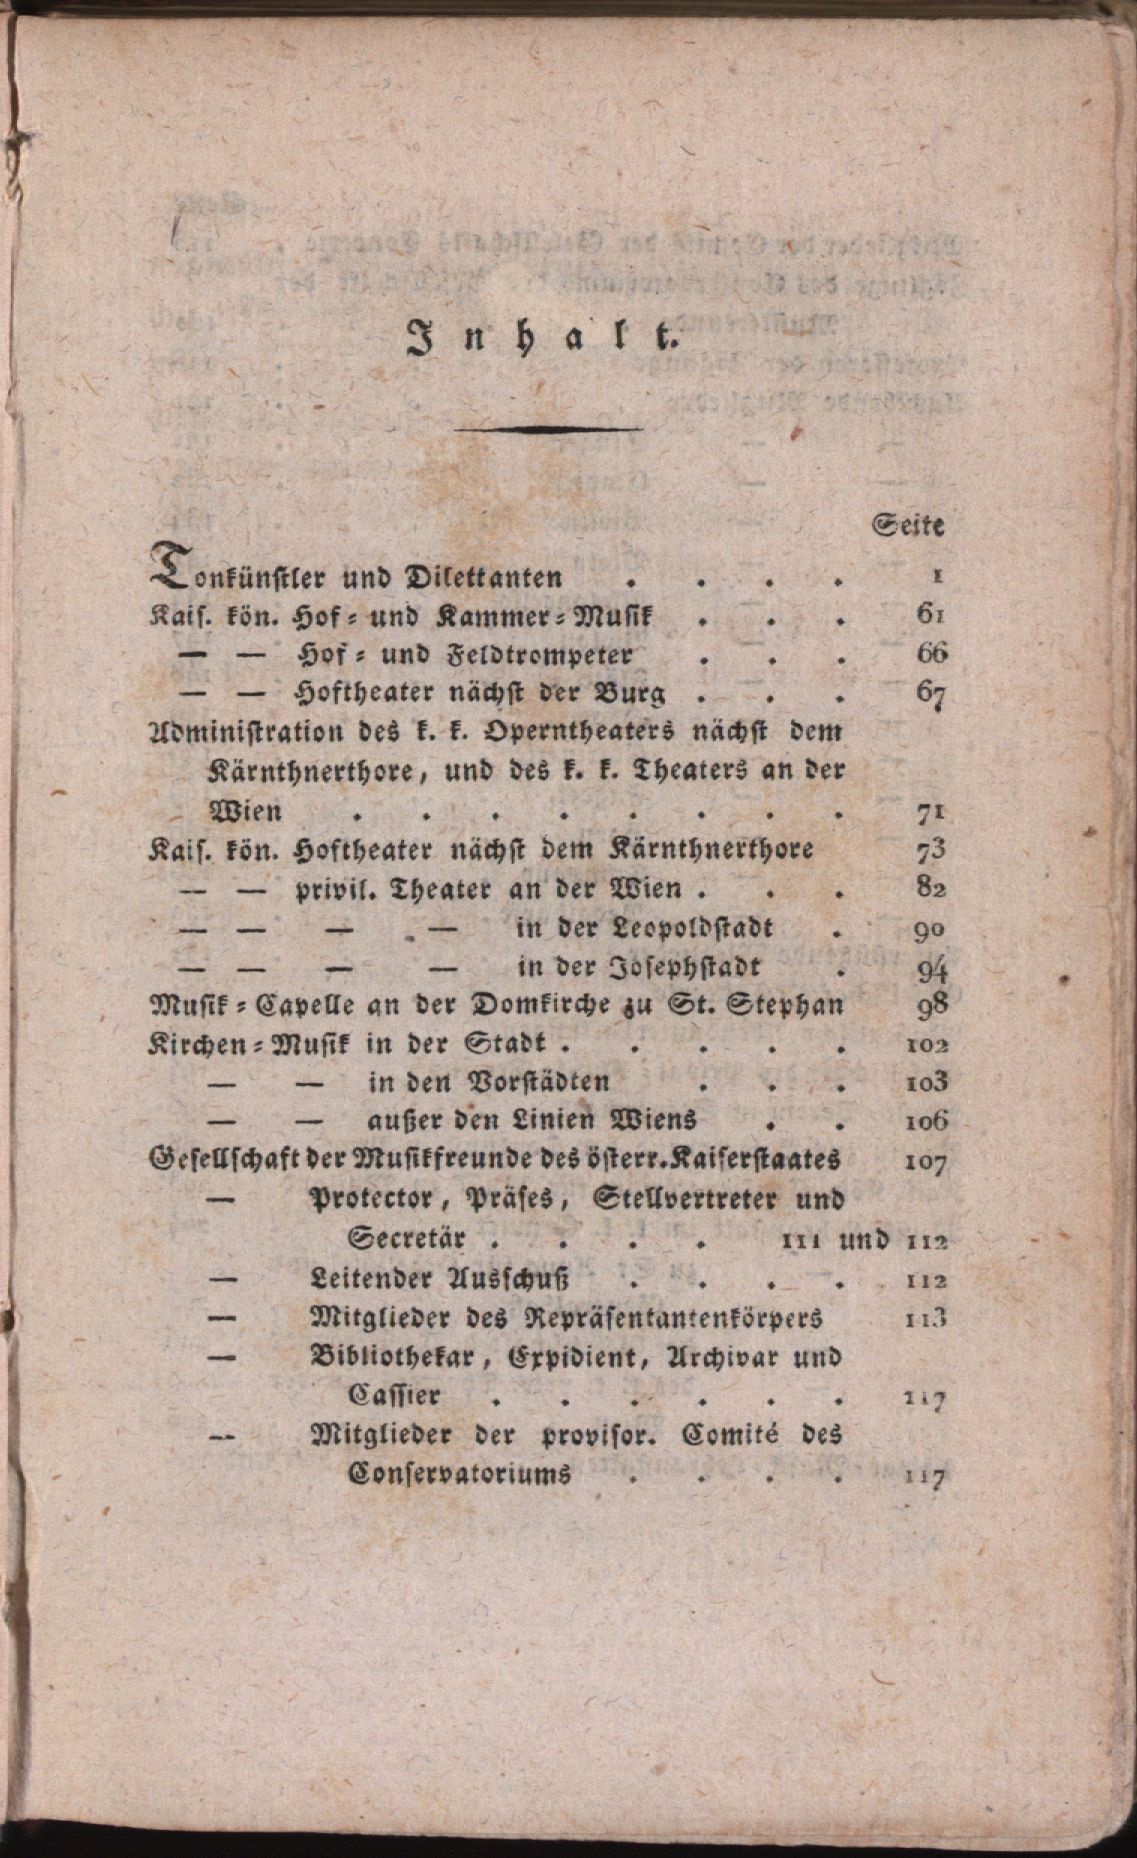 Inhalt.
Seite
Tonkünstler und Dilettanten . . . . 1
Kais. kön. Hof- und Kammer-Musik . . . 61
— — Hof- und Feldtrompeter . . . 66
— — Hoftheater nächst der Burg . . . 67
Administration des k. k. Operntheaters nächst dem
Kärnthnerthore, und des k. k. Theaters an der
Wien . . . . . . . . 71
Kais. kön. Hoftheater nächst dem Kärnthnerthore 73
— — privil. Theater an der Wien . . . 82
— — — — in der Leopoldstadt . 90
— — — — in der Josephstadt . 94
Musik-Capelle an der Domkirche zu St. Stephan 98
Kirchen-Musik in der Stadt . . . . . 102
— — in den Vorstädten . . . 103
— — außer den Linien Wiens . . 106
Gesellschaft der Musikfreunde des österr. Kaiserstaates 107
— Protector, Präses, Stellvertreter und
Secretär . . . . 111 und 112
— Leitender Ausschuß . . . . 112
— Mitglieder des Repräsentantenkörpers 113
— Bibliothekar, Expidient, Archivar und
Cassier . . . . . . 117
— Mitglieder der provisor. Comité des
Conservatoriums . . . . 117